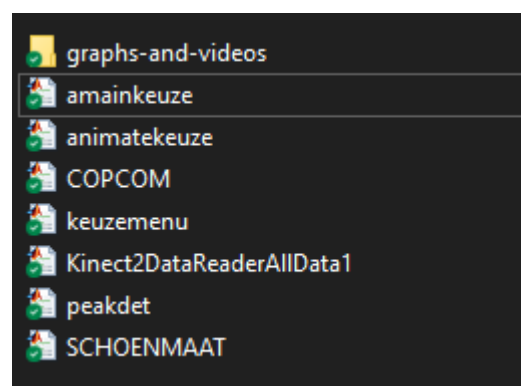 graphs-and-videos
amainkeuze
animatekeuze
COPCOM
keuzemenu
Kinect2DataReaderAllData1
peakdet
SCHOENMAAT